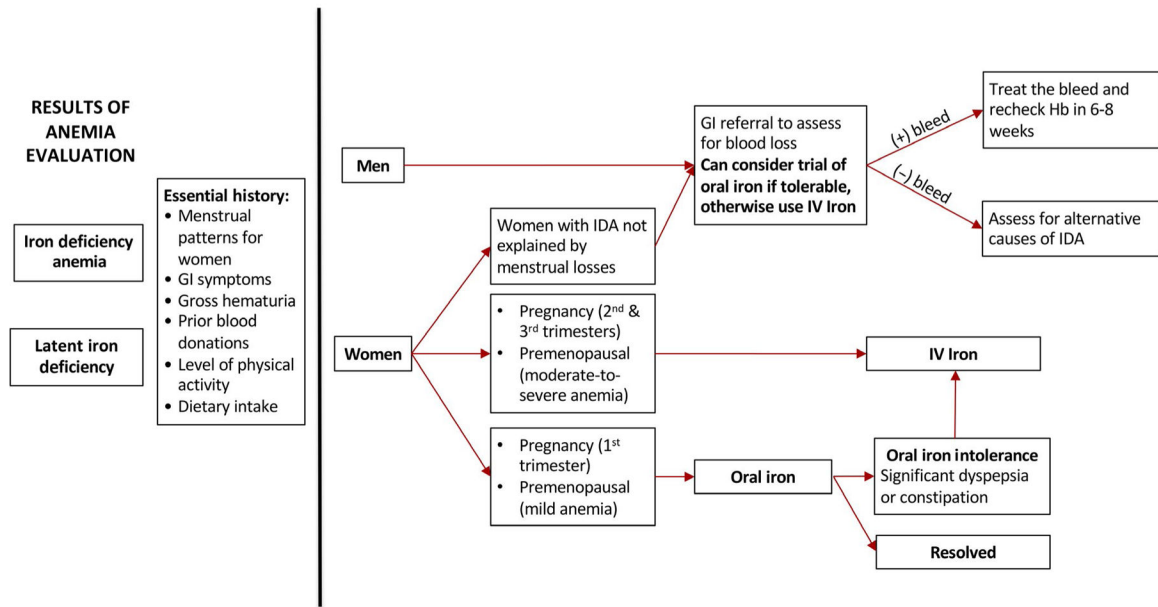 RESULTS OF
ANEMIA
EVALUATION
Iron deficiency
anemia
Latent iron
deficiency
Essential history:
• Menstrual
patterns for
women
• GI symptoms
• Gross hematuria
• Prior blood
donations
• Level of physical
activity
• Dietary intake
Men
Women
Women with IDA not
explained by
menstrual losses
• Pregnancy (2nd &
3rd trimesters)
• Premenopausal
(moderate-to-
severe anemia)
• Pregnancy (1st
trimester)
• Premenopausal
(mild anemia)
GI referral to assess
for blood loss
Can consider trial of
oral iron if tolerable,
otherwise use IV Iron
(+) bleed
(–) bleed
Treat the bleed and
recheck Hb in 6-8
weeks
Assess for alternative
causes of IDA
IV Iron
Oral iron
Oral iron intolerance
Significant dyspepsia
or constipation
Resolved